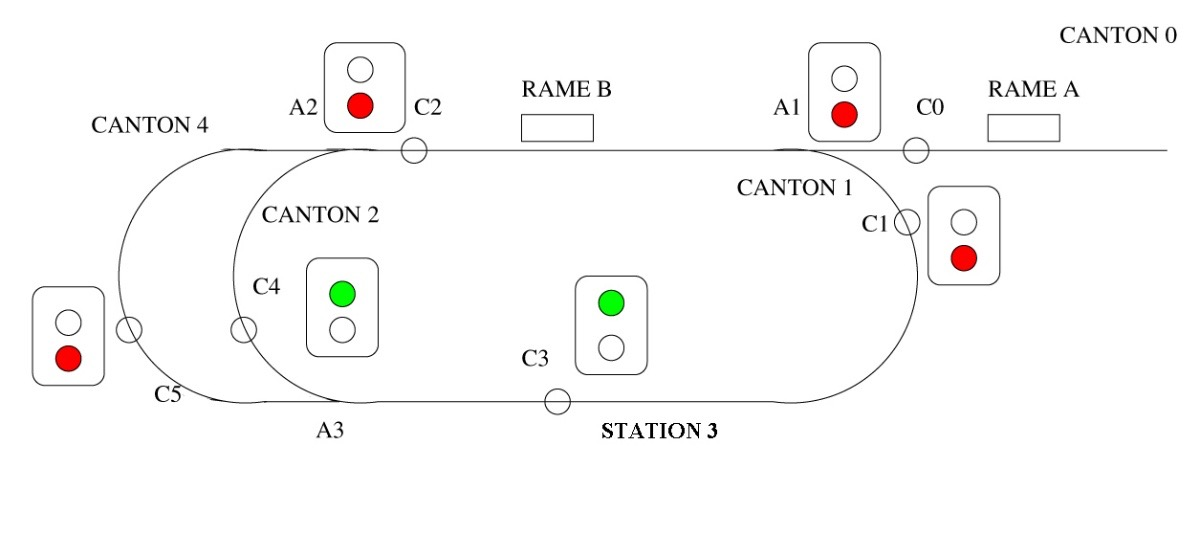 CANTON 0
RAME B
RAME A
A2
C2
A1
C0
CANTON 4
CANTON 1
CANTON 2
C1
C4
C3
C5
A3
STATION 3